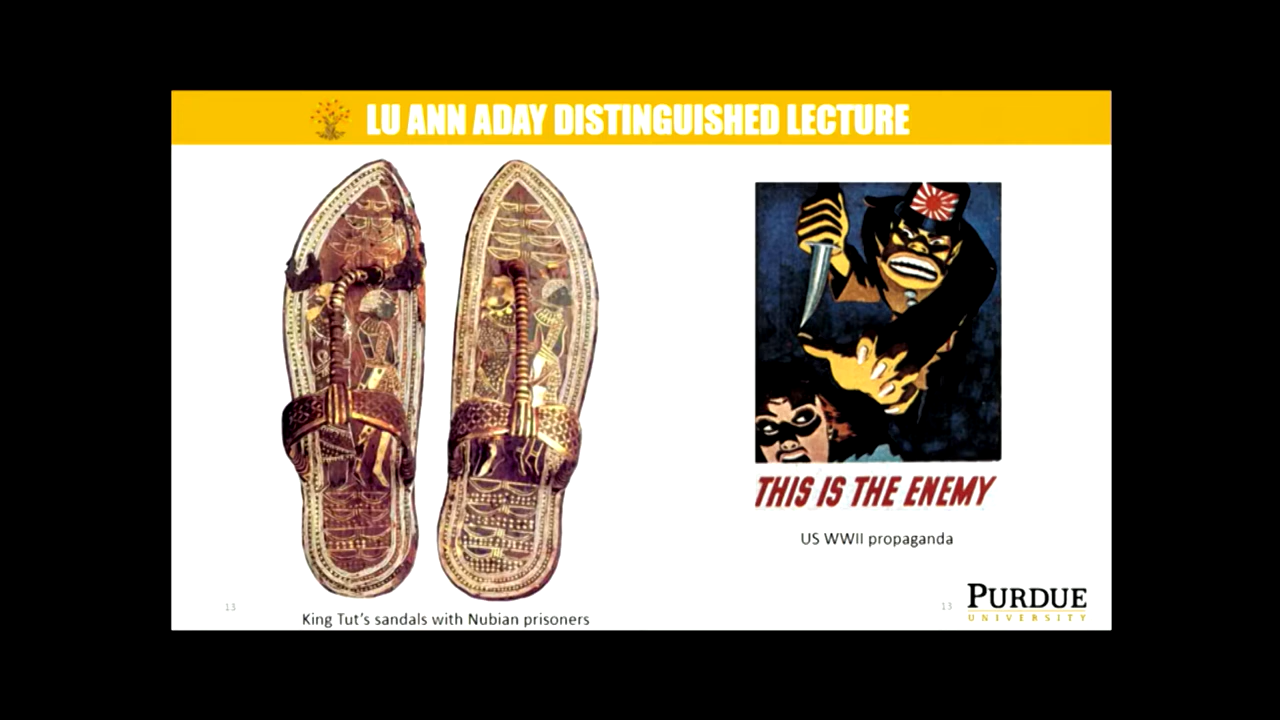 LU ANN ADAY DISTINGUISHED LECTURE
THIS IS THE ENEMY
US WWII propaganda
King Tut's sandals with Nubian prisoners
13
13
PURDUE
UNIVERSITY